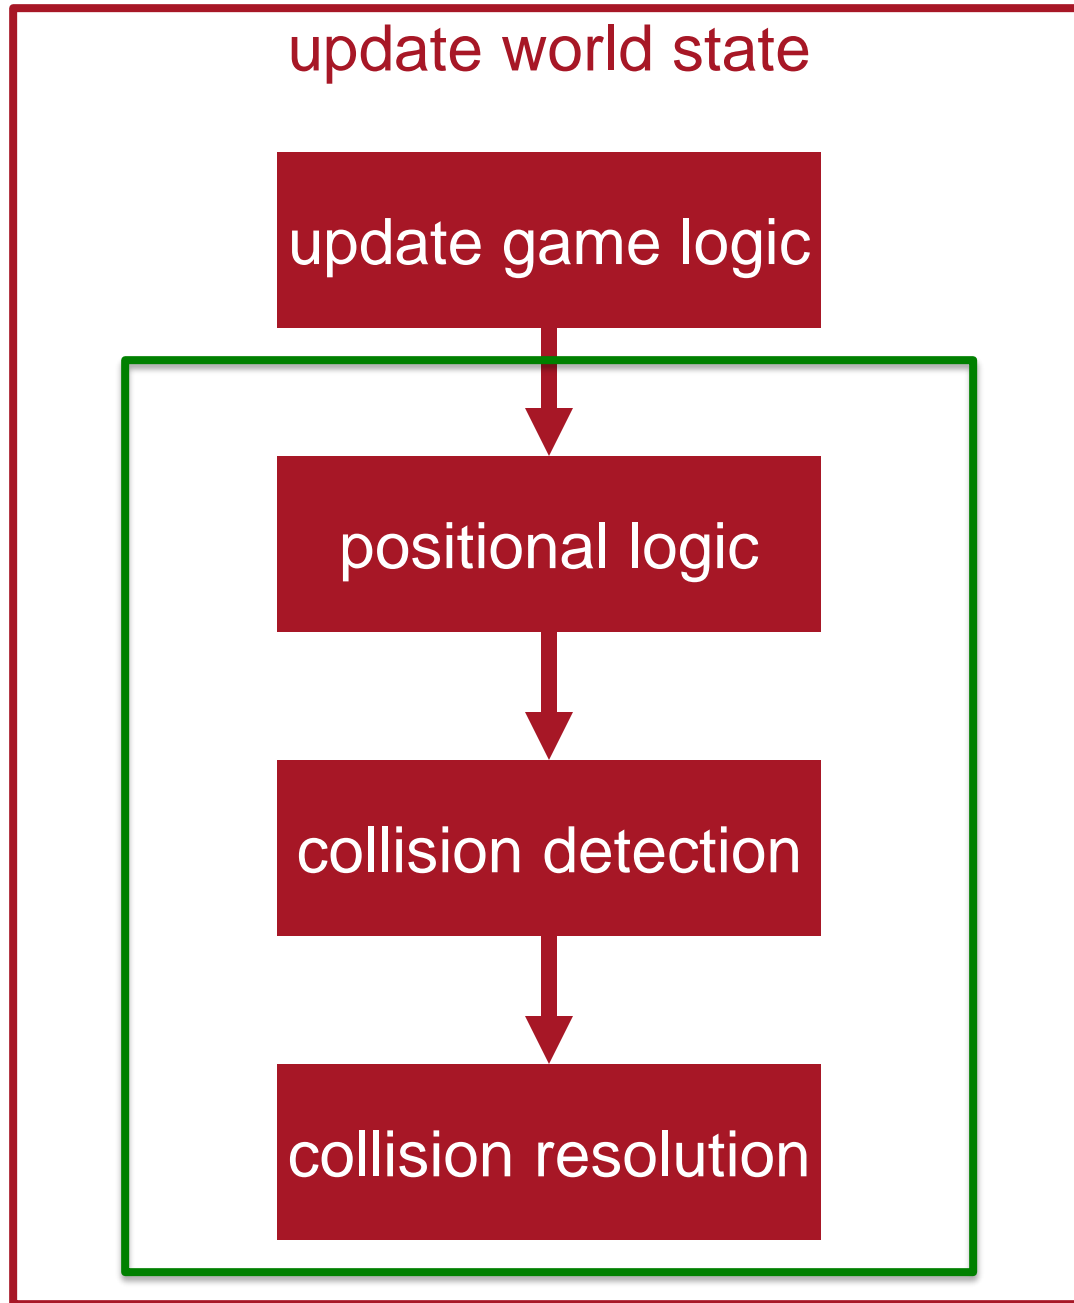 update world state
update game logic
positional logic
collision detection
collision resolution